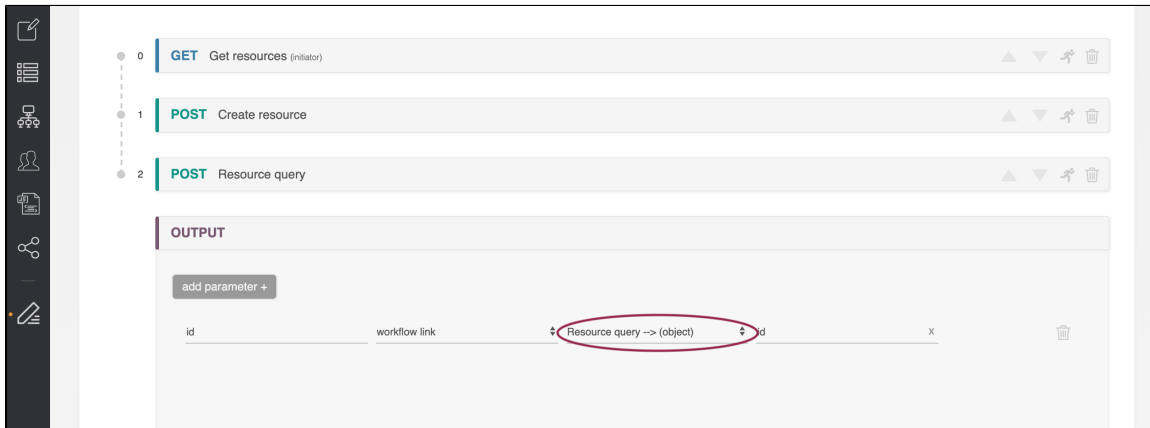 0 GET Get resources (initiator)
1 POST Create resource
2 POST Resource query
OUTPUT
add parameter +
id workflow link Resource query --> (object) id x